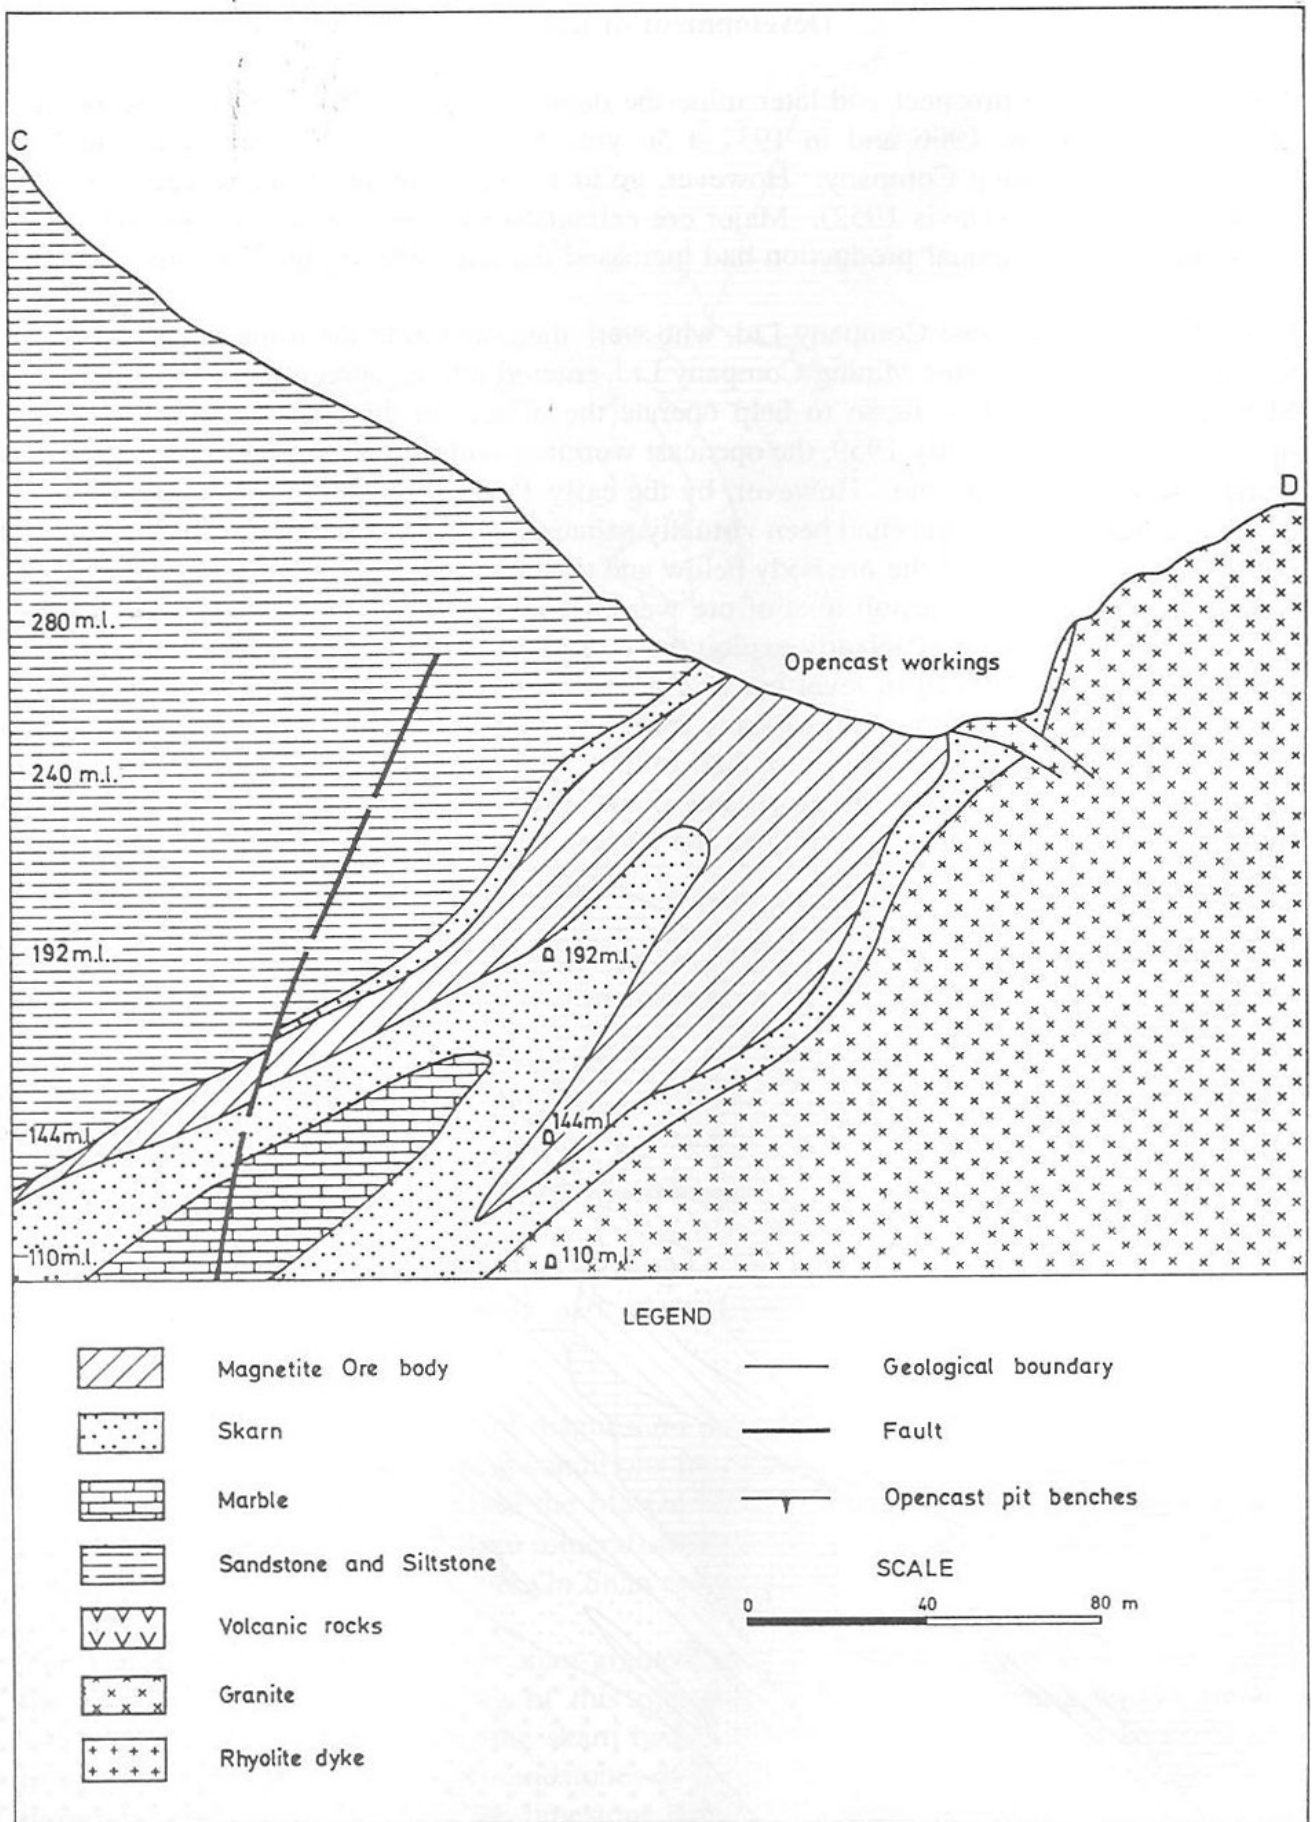 C
D
280 m.l.
Opencast workings
240 m.l.
192 m.l.
192 m.l.
144 m.l.
144 m.l.
110 m.l.
110 m.l.
LEGEND
Magnetite Ore body
Geological boundary
Skarn
Fault
Marble
Opencast pit benches
Sandstone and Siltstone
SCALE
0 40 80 m
Volcanic rocks
Granite
Rhyolite dyke